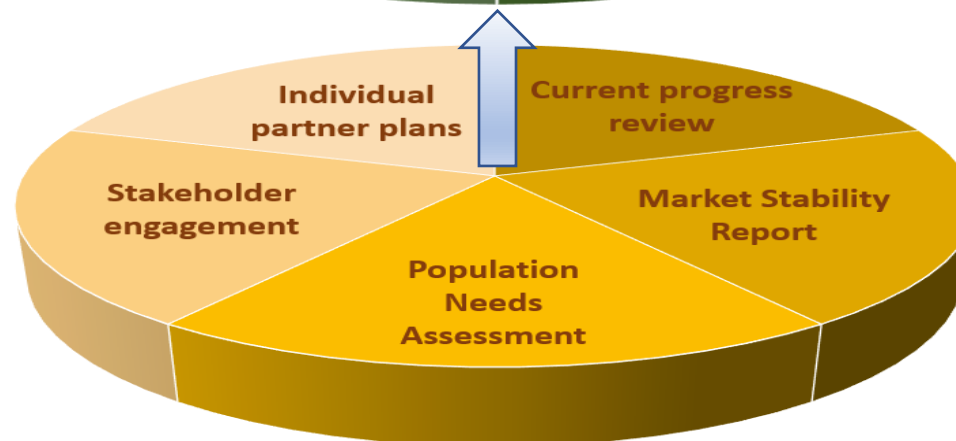 Individual
partner plans
Current progress
review
Stakeholder
engagement
Market Stability
Report
Population
Needs
Assessment